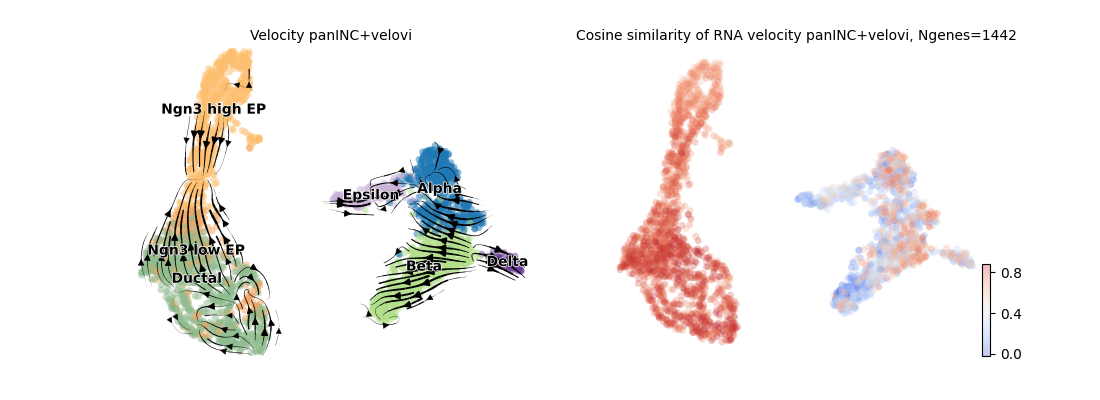 Velocity panINC+velovi
Cosine similarity of RNA velocity panINC+velovi, Ngenes=1442
Ngn3 high EP
Epsilon
Alpha
Ngn3 low EP
Ductal
Beta
Delta
0.8
0.4
0.0